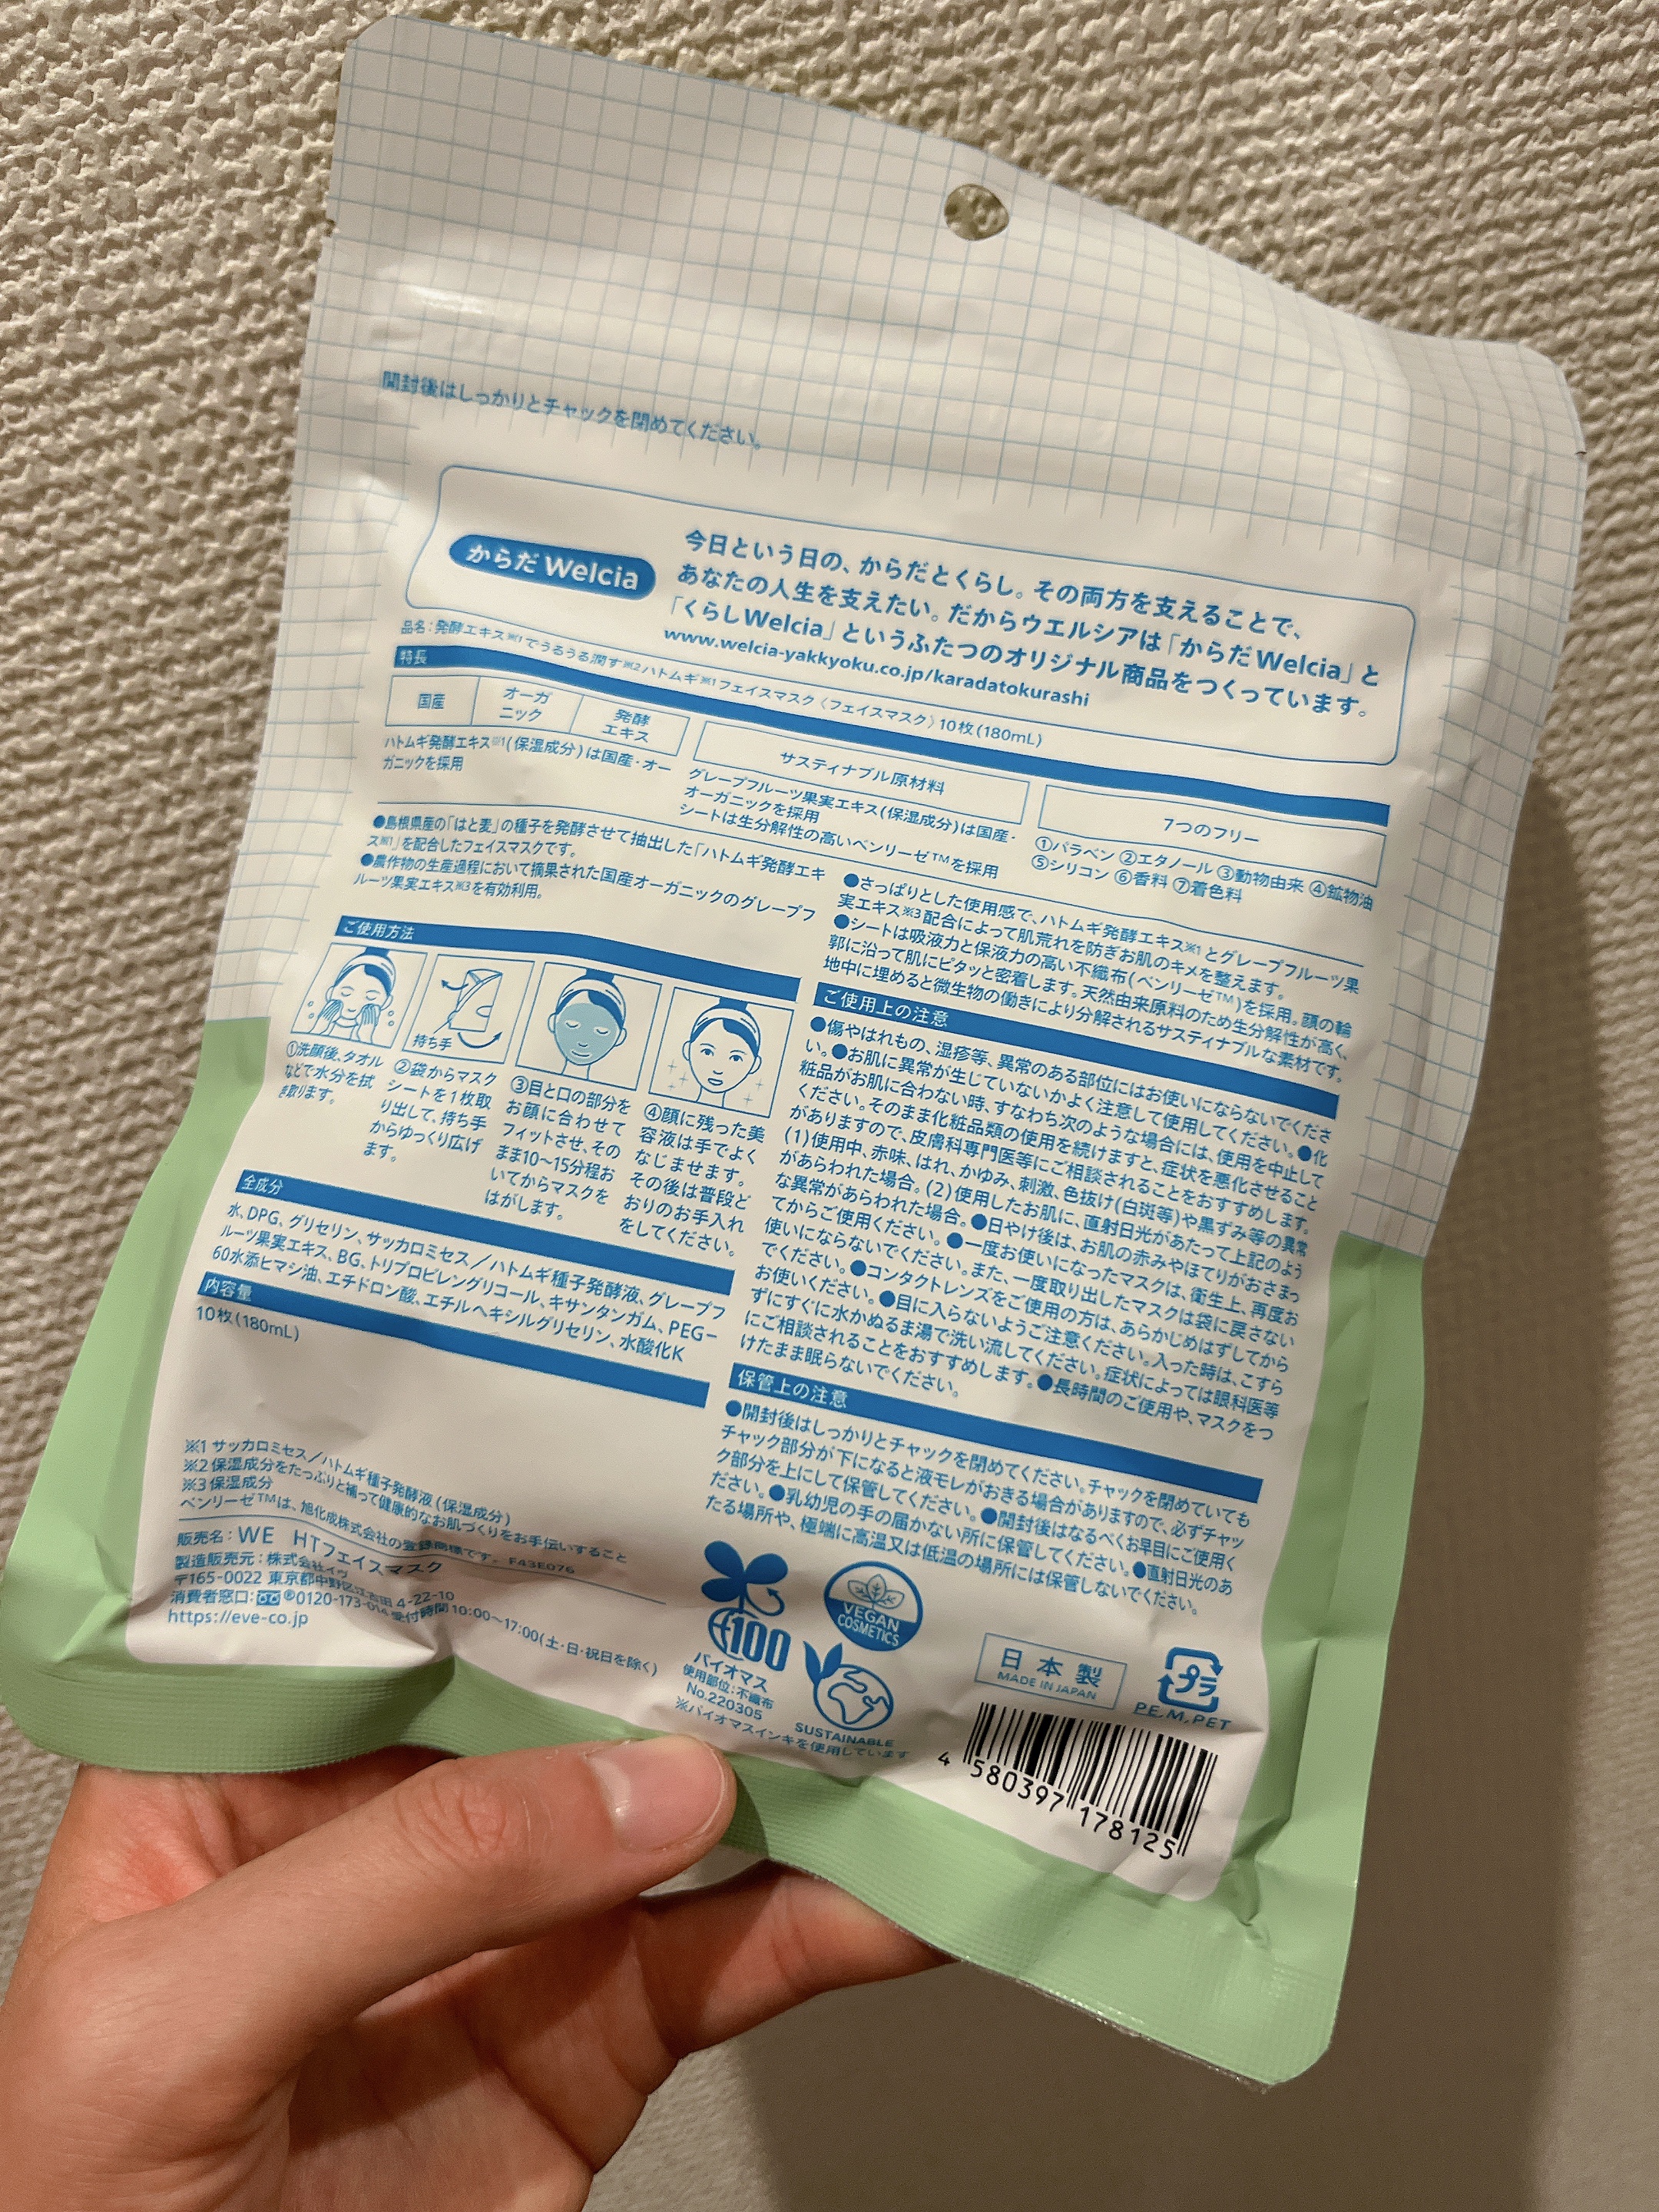 開封後はしっかりとチャックを閉めてください。
からだWelcia
今日という日の、からだとくらし。その両方を支えることで、
あなたの人生を支えたい。だからウエルシアは「からだWelcia」と
「くらしWelcia」というふたつのオリジナル商品をつくっています。
www.welcia-yakkyoku.co.jp/karadatokurashi
品名：発酵エキス※1でうるうる潤す※2ハトムギ※1フェイスマスク〈フェイスマスク〉10枚(180mL)
特長
国産
オーガ
ニック
発酵
エキス
ハトムギ発酵エキス※1(保湿成分)は国産・オー
ガニックを採用
サスティナブル原材料
グレープフルーツ果実エキス(保湿成分)は国産・
オーガニックを採用
シートは生分解性の高いベンリーゼTMを採用
7つのフリー
①パラベン ②エタノール ③動物由来 ④鉱物油
⑤シリコン ⑥香料 ⑦着色料
●島根県産の「はと麦」の種子を発酵させて抽出した「ハトムギ発酵エキ
ス※1」を配合したフェイスマスクです。
●農作物の生産過程において摘果された国産オーガニックのグレープフ
ルーツ果実エキス※3を有効利用。
●さっぱりとした使用感で、ハトムギ発酵エキス※1とグレープフルーツ果
実エキス※3配合によって肌荒れを防ぎお肌のキメを整えます。
●シートは吸液力と保液力の高い不織布(ベンリーゼTM)を採用。顔の輪
郭に沿って肌にピタッと密着します。天然由来原料のため生分解性が高く、
地中に埋めると微生物の働きにより分解されるサスティナブルな素材です。
ご使用方法
持ち手
①洗顔後、タオル
などで水分を拭
き取ります。
②袋からマスク
シートを1枚取
り出して、持ち手
からゆっくり広げ
ます。
③目と口の部分を
お顔に合わせて
フィットさせ、その
まま10～15分程お
いてからマスクを
はがします。
④顔に残った美
容液は手でよく
なじませます。
その後は普段ど
おりのお手入れ
をしてください。
ご使用上の注意
●傷やはれもの、湿疹等、異常のある部位にはお使いにならないでくださ
い。●お肌に異常が生じていないかよく注意して使用してください。●化
粧品がお肌に合わない時、すなわち次のような場合には、使用を中止して
ください。そのまま化粧品類の使用を続けますと、症状を悪化させること
がありますので、皮膚科専門医等にご相談されることをおすすめします。
(1)使用中、赤味、はれ、かゆみ、刺激、色抜け(白斑等)や黒ずみ等の異常
があらわれた場合。(2)使用したお肌に、直射日光があたって上記のよう
な異常があらわれた場合。●日やけ後は、お肌の赤みやほてりがおさまっ
てからご使用ください。●一度お使いになったマスクは、衛生上、再度お
使いにならないでください。また、一度取り出したマスクは袋に戻さない
でください。●コンタクトレンズをご使用の方は、あらかじめはずしてから
お使いください。●目に入らないようご注意ください。入った時は、こすら
ずにすぐに水かぬるま湯で洗い流してください。症状によっては眼科医等
にご相談されることをおすすめします。●長時間のご使用や、マスクをつ
けたまま眠らないでください。
全成分
水、DPG、グリセリン、サッカロミセス／ハトムギ種子発酵液、グレープフ
ルーツ果実エキス、BG、トリプロピレングリコール、キサンタンガム、PEG－
60水添ヒマシ油、エチドロン酸、エチルヘキシルグリセリン、水酸化K
内容量
10枚(180mL)
保管上の注意
●開封後はしっかりとチャックを閉めてください。チャックを閉めていても
チャック部分が下になると液モレがおきる場合がありますので、必ずチャッ
ク部分を上にして保管してください。●開封後はなるべくお早目にご使用く
ださい。●乳幼児の手の届かない所に保管してください。●直射日光のあ
たる場所や、極端に高温又は低温の場所には保管しないでください。
※1 サッカロミセス／ハトムギ種子発酵液(保湿成分)
※2 保湿成分をたっぷりと補って健康的なお肌づくりをお手伝いすること
※3 保湿成分
ベンリーゼTMは、旭化成株式会社の登録商標です。 F43E076
販売名：WE HTフェイスマスク
製造販売元：株式会社イヴ
〒165-0022 東京都中野区江古田4-22-10
消費者窓口：®0120-173-014 受付時間10:00～17:00(土・日・祝日を除く)
https://eve-co.jp
100
バイオマス
使用部位：不織布
No.220305
※バイオマスインキを使用しています
VEGAN
COSMETICS
SUSTAINABLE
日本製
MADE IN JAPAN
プラ
PE,M,PET
4 580397 178125